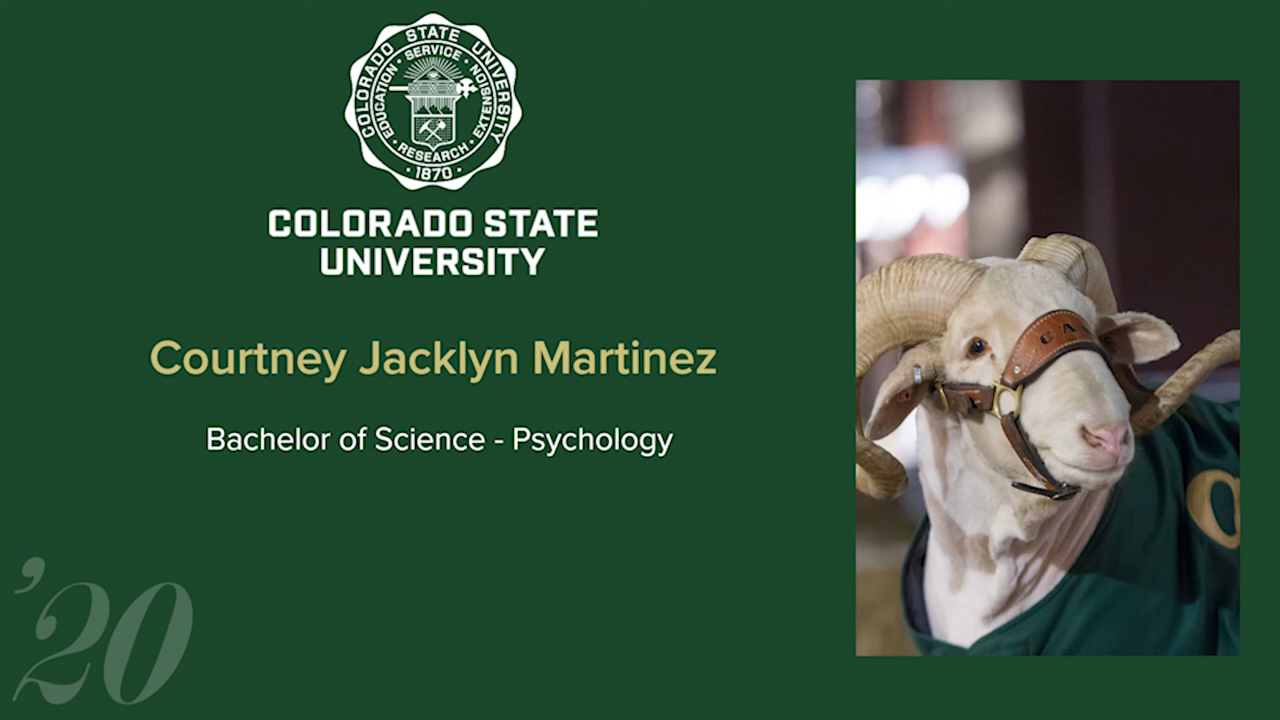 COLORADO STATE UNIVERSITY
EDUCATION • SERVICE • EXTENSION
• RESEARCH •
• 1870 •
COLORADO STATE
UNIVERSITY
Courtney Jacklyn Martinez
Bachelor of Science - Psychology
’20